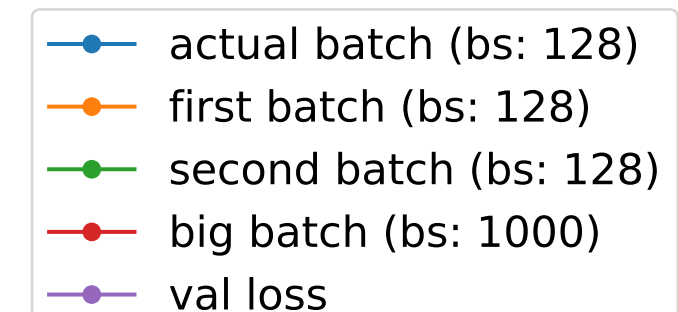 actual batch (bs: 128)
first batch (bs: 128)
second batch (bs: 128)
big batch (bs: 1000)
val loss